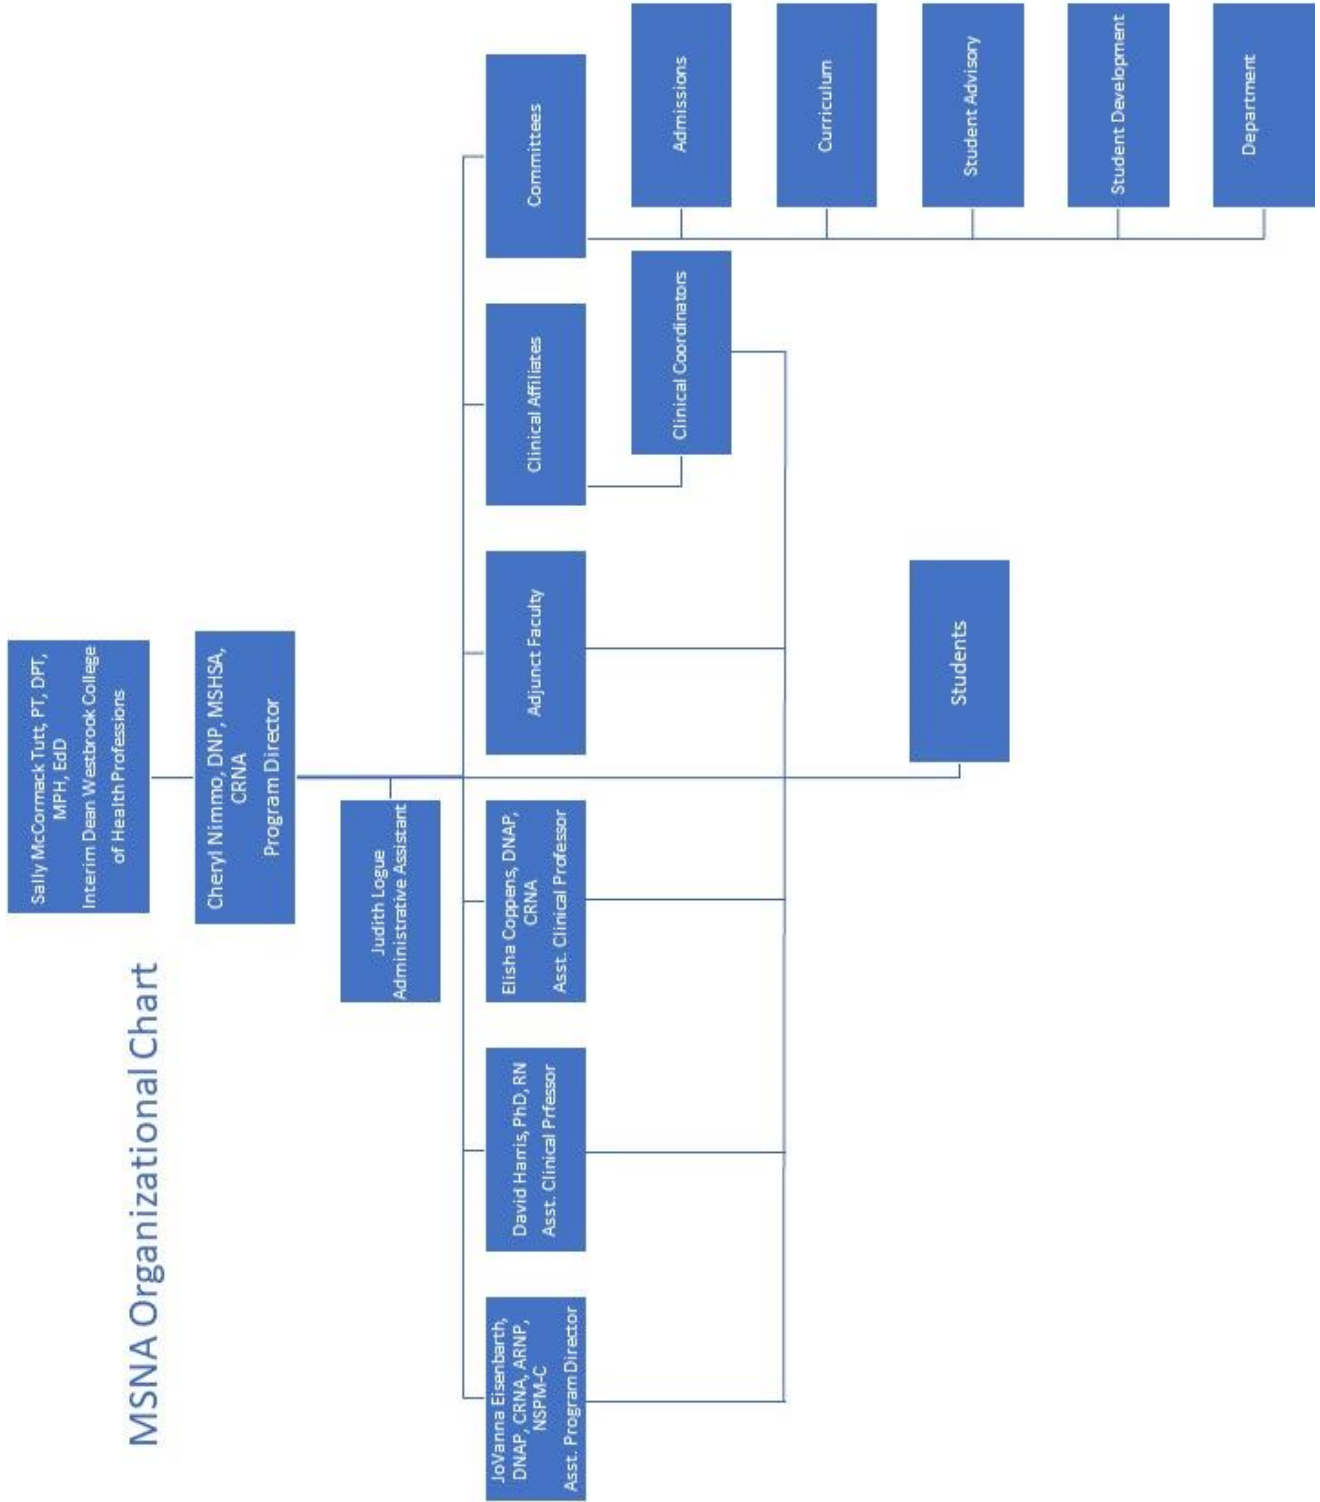 MSNA Organizational Chart
Sally McCormack Tutt, PT, DPT,
MPH, EdD
Interim Dean Westbrook College
of Health Professions
Cheryl Nimmo, DNP, MSHSA,
CRNA
Program Director
Judith Logue
Administrative Assistant
JoVanna Eisenbarth,
DNAP, CRNA, ARNP,
NSPM-C
Asst. Program Director
David Harris, PhD, RN
Asst. Clinical Prfessor
Elisha Coppens, DNAP,
CRNA
Asst. Clinical Professor
Adjunct Faculty
Clinical Affiliates
Committees
Clinical Coordinators
Admissions
Curriculum
Student Advisory
Student Development
Department
Students